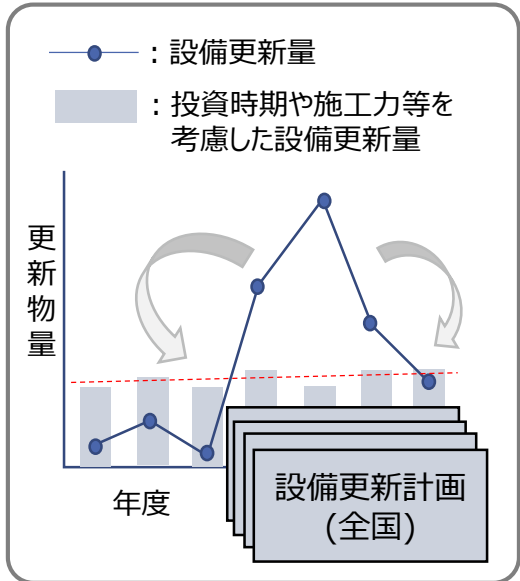 ：設備更新量
：投資時期や施工力等を
考慮した設備更新量
更新物量
年度
設備更新計画
(全国)